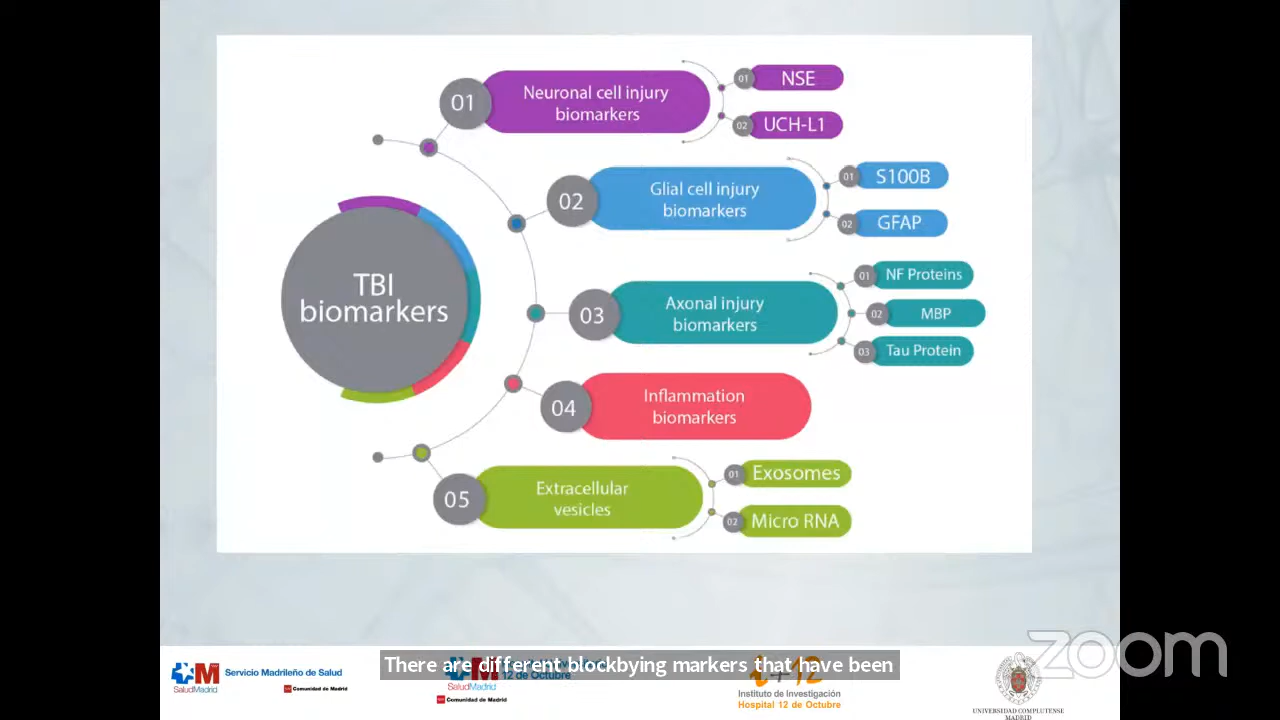 TBI
biomarkers
01
Neuronal cell injury
biomarkers
01
NSE
02
UCH-L1
02
Glial cell injury
biomarkers
01
S100B
02
GFAP
03
Axonal injury
biomarkers
01
NF Proteins
02
MBP
03
Tau Protein
04
Inflammation
biomarkers
05
Extracellular
vesicles
01
Exosomes
02
Micro RNA
There are different blockbying markers that have been
zoom
SaludMadrid
Servicio Madrileño de Salud
Comunidad de Madrid
12 de Octubre
SaludMadrid
Comunidad de Madrid
i+12
Instituto de Investigación
Hospital 12 de Octubre
UNIVERSIDAD COMPLUTENSE
MADRID